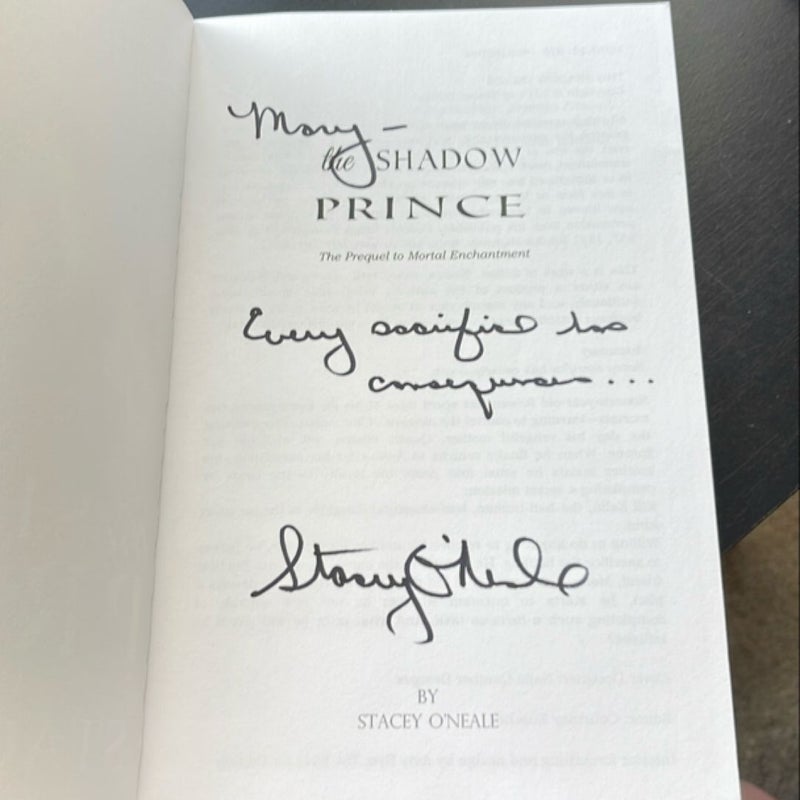 Mary —
the SHADOW
PRINCE
The Prequel to Mortal Enchantment
Every sacrifice has
consequences...
Stacey O'Neale
BY
STACEY O'NEALE